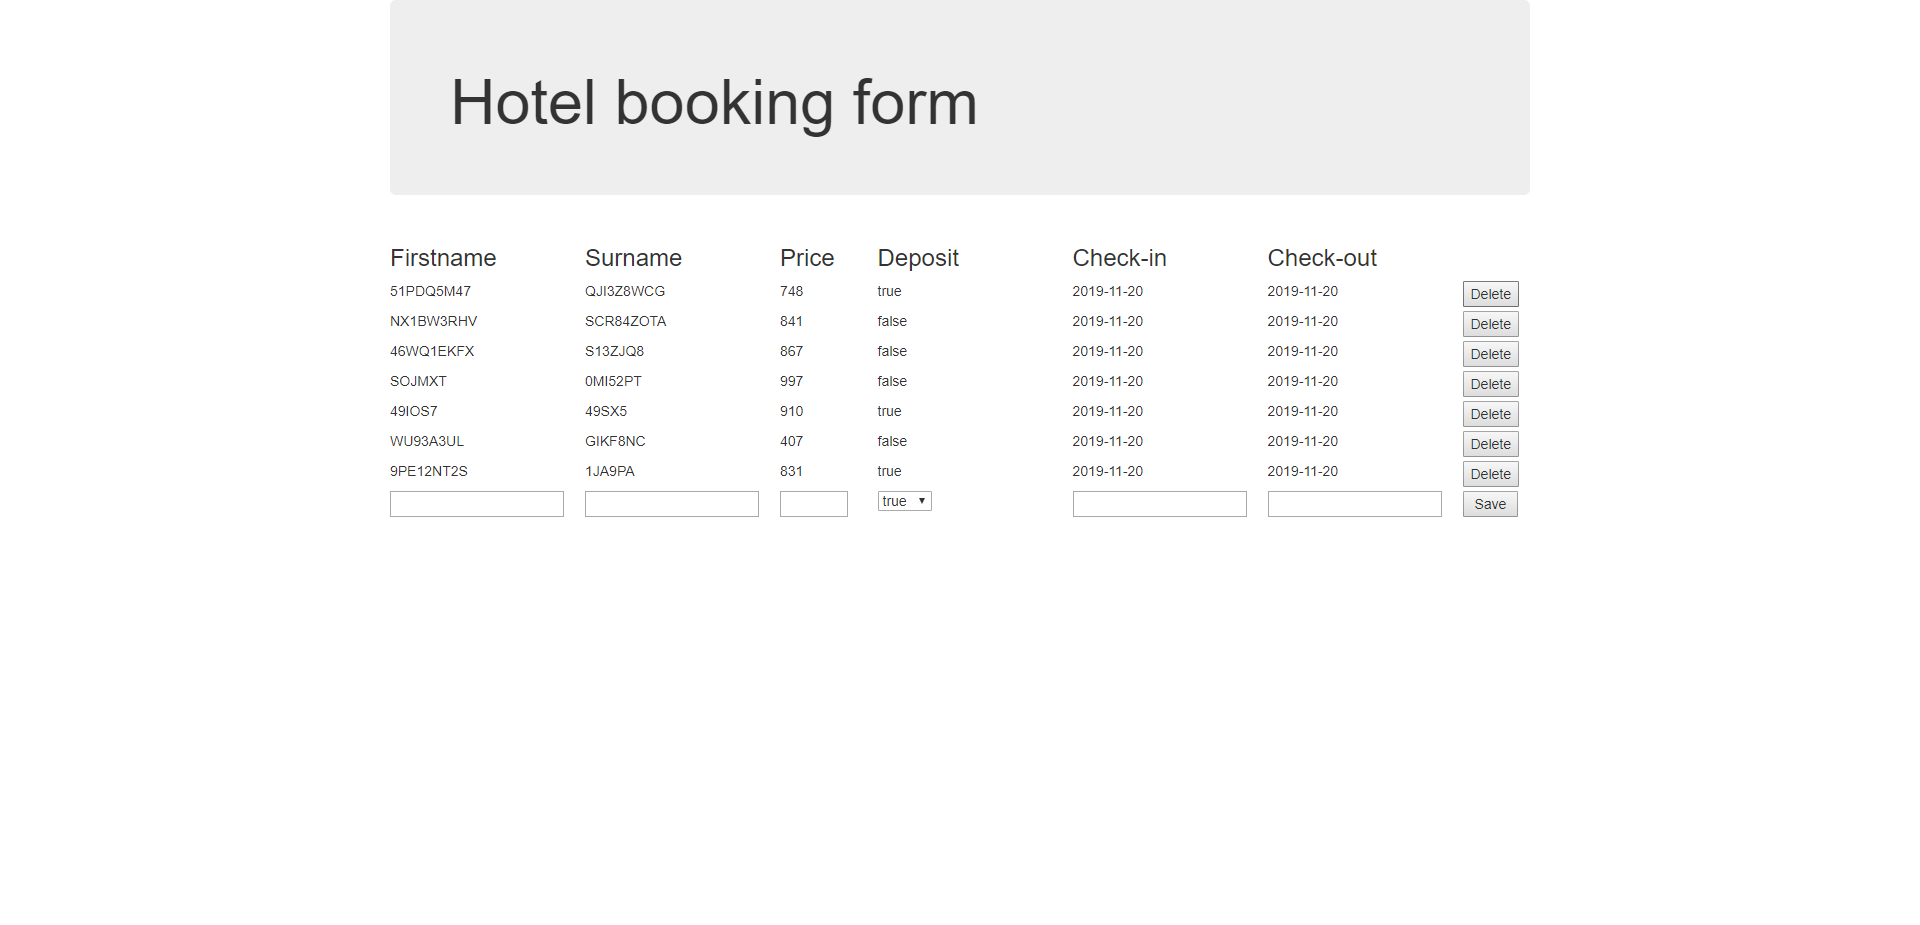 Hotel booking form
Firstname Surname Price Deposit Check-in Check-out
51PDQ5M47 QJI3Z8WCG 748 true 2019-11-20 2019-11-20 Delete
NX1BW3RHV SCR84ZOTA 841 false 2019-11-20 2019-11-20 Delete
46WQ1EKFX S13ZJQ8 867 false 2019-11-20 2019-11-20 Delete
SOJMXT 0MI52PT 997 false 2019-11-20 2019-11-20 Delete
49IOS7 49SX5 910 true 2019-11-20 2019-11-20 Delete
WU93A3UL GIKF8NC 407 false 2019-11-20 2019-11-20 Delete
9PE12NT2S 1JA9PA 831 true 2019-11-20 2019-11-20 Delete
true Save